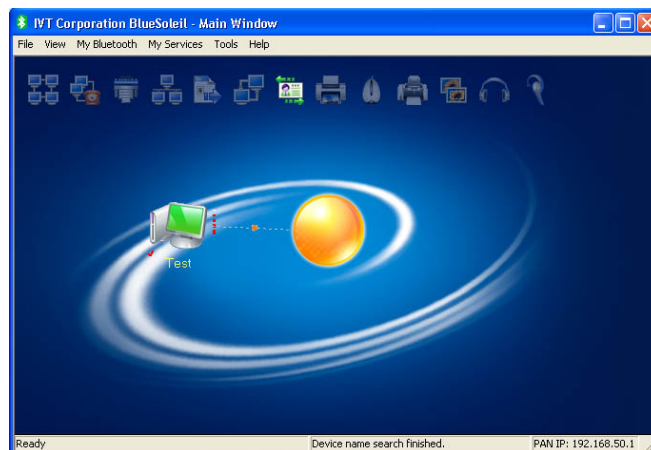 IVT Corporation BlueSoleil - Main Window
File View My Bluetooth My Services Tools Help
Test
Ready Device name search finished. PAN IP: 192.168.50.1